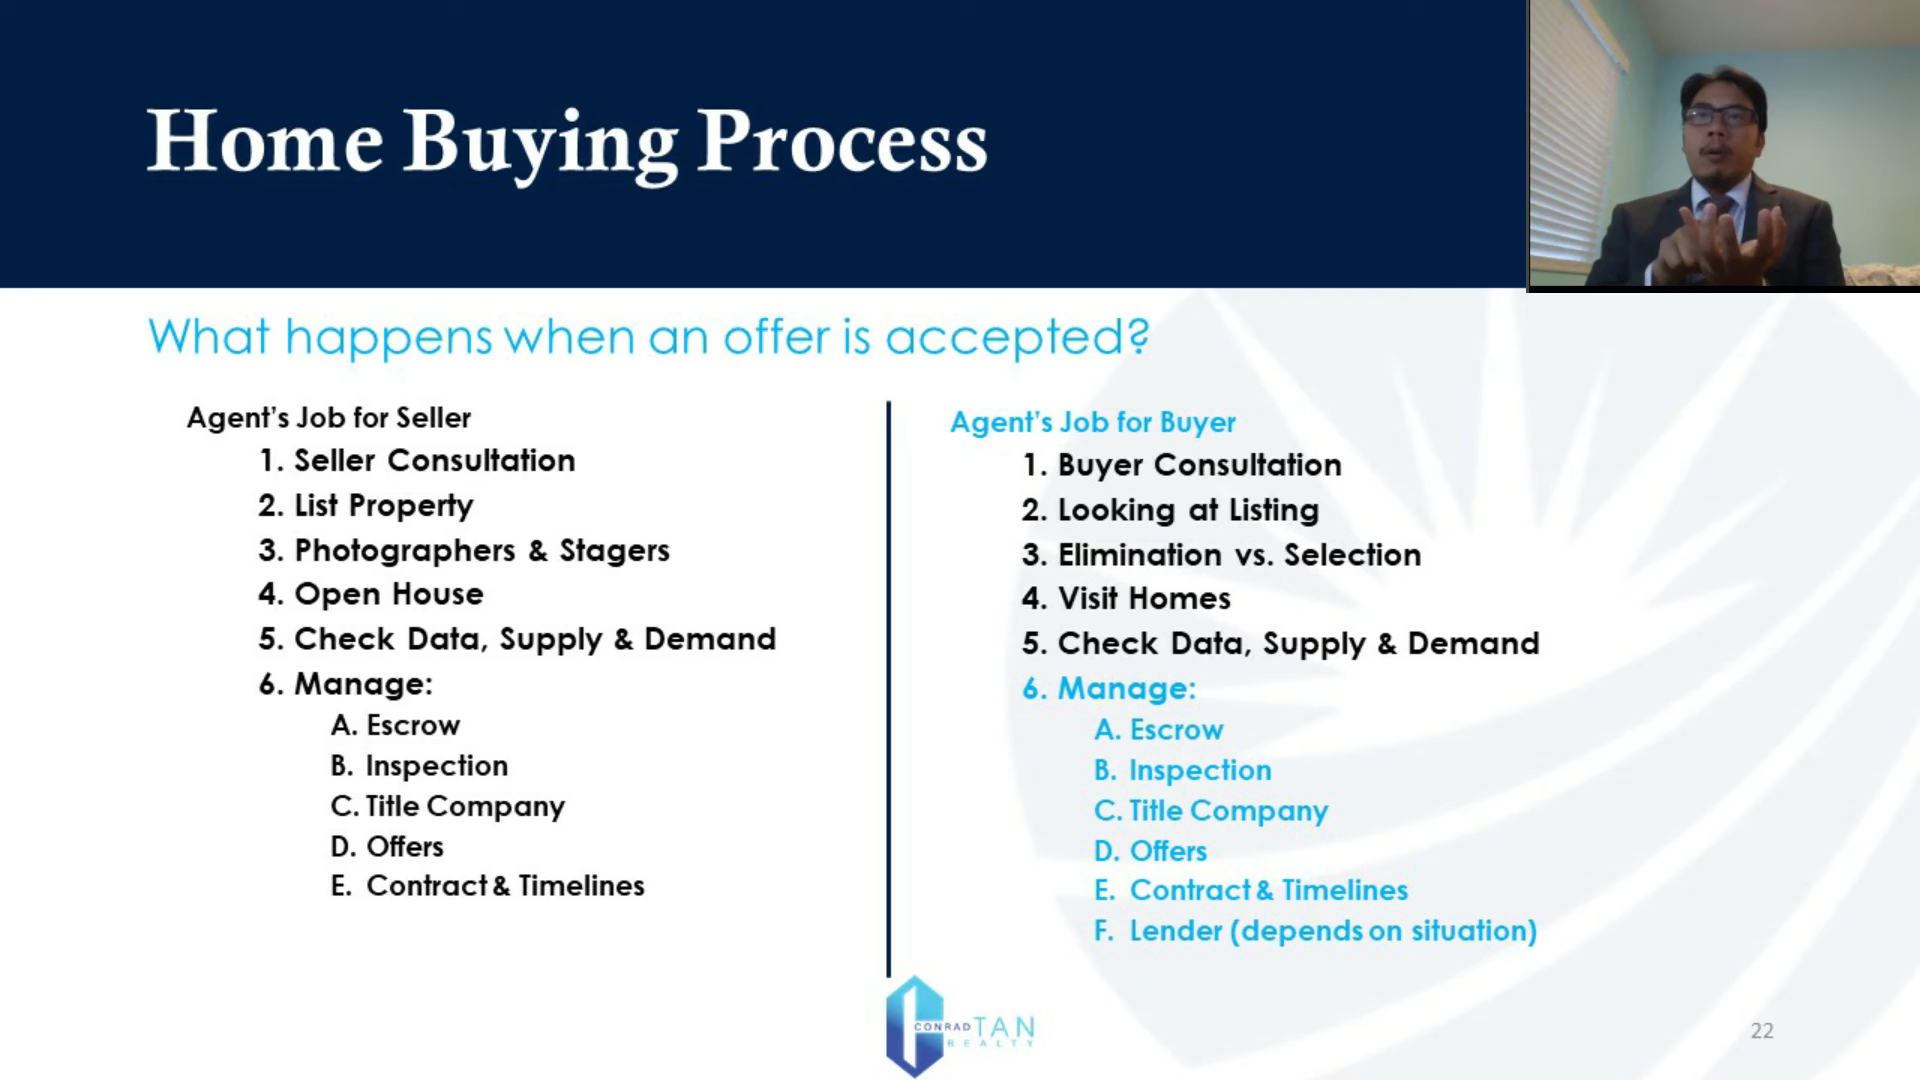 Home Buying Process
What happens when an offer is accepted?
Agent's Job for Seller
1. Seller Consultation
2. List Property
3. Photographers & Stagers
4. Open House
5. Check Data, Supply & Demand
6. Manage:
A. Escrow
B. Inspection
C. Title Company
D. Offers
E. Contract & Timelines
Agent's Job for Buyer
1. Buyer Consultation
2. Looking at Listing
3. Elimination vs. Selection
4. Visit Homes
5. Check Data, Supply & Demand
6. Manage:
A. Escrow
B. Inspection
C. Title Company
D. Offers
E. Contract & Timelines
F. Lender (depends on situation)
CONRAD TAN
REALTY
22